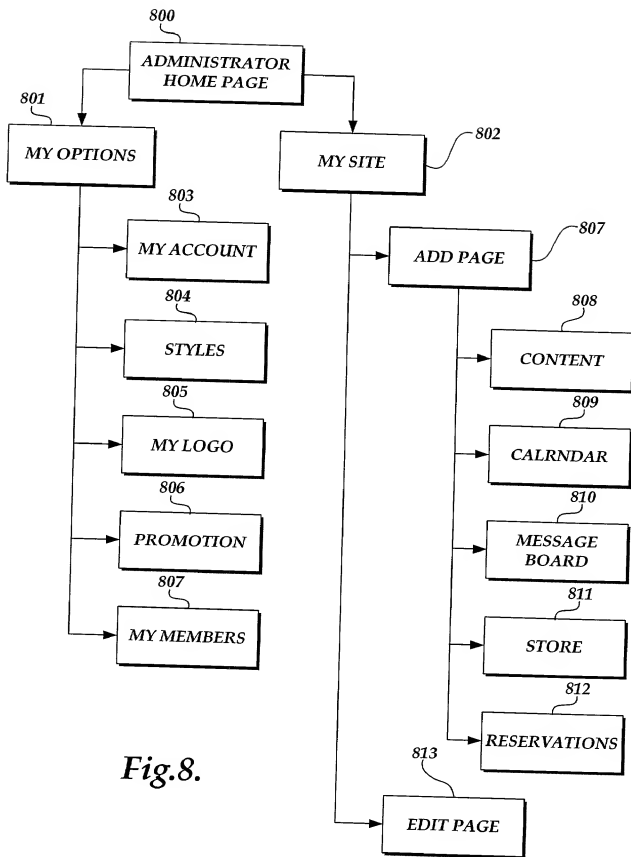 800
ADMINISTRATOR
HOME PAGE
801
MY OPTIONS
MY SITE
802
803
MY ACCOUNT
804
STYLES
805
MY LOGO
806
PROMOTION
807
MY MEMBERS
ADD PAGE
807
808
CONTENT
809
CALRNDAR
810
MESSAGE
BOARD
811
STORE
812
RESERVATIONS
813
EDIT PAGE
Fig.8.